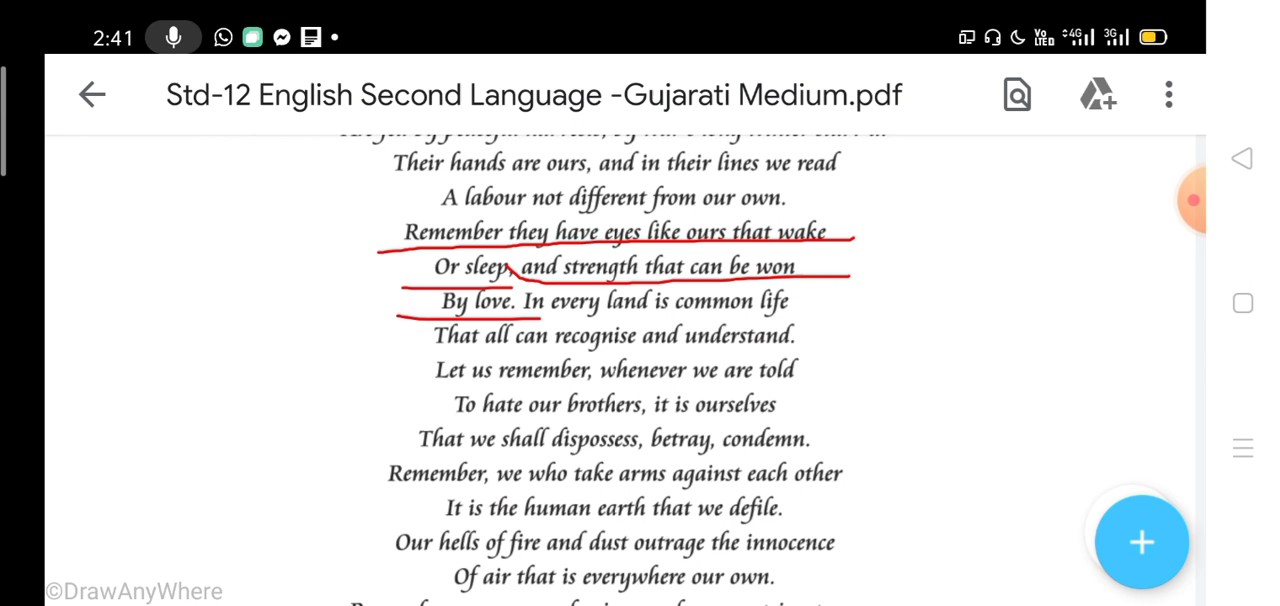 2:41
VoLTED 4G 3G
Std-12 English Second Language -Gujarati Medium.pdf
Their hands are ours, and in their lines we read
A labour not different from our own.
Remember they have eyes like ours that wake
Or sleep, and strength that can be won
By love. In every land is common life
That all can recognise and understand.
Let us remember, whenever we are told
To hate our brothers, it is ourselves
That we shall dispossess, betray, condemn.
Remember, we who take arms against each other
It is the human earth that we defile.
Our hells of fire and dust outrage the innocence
Of air that is everywhere our own.
©DrawAnyWhere